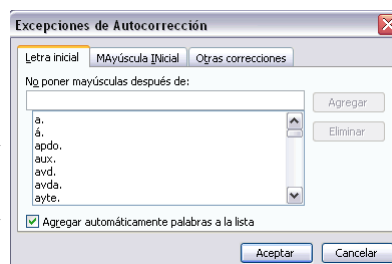 Excepciones de Autocorrección
Letra inicial MAyúscula INicial Otras correcciones
No poner mayúsculas después de:
Agregar
a.
á.
Eliminar
apdo.
aux.
avd.
avda.
ayte.
Agregar automáticamente palabras a la lista
Aceptar Cancelar